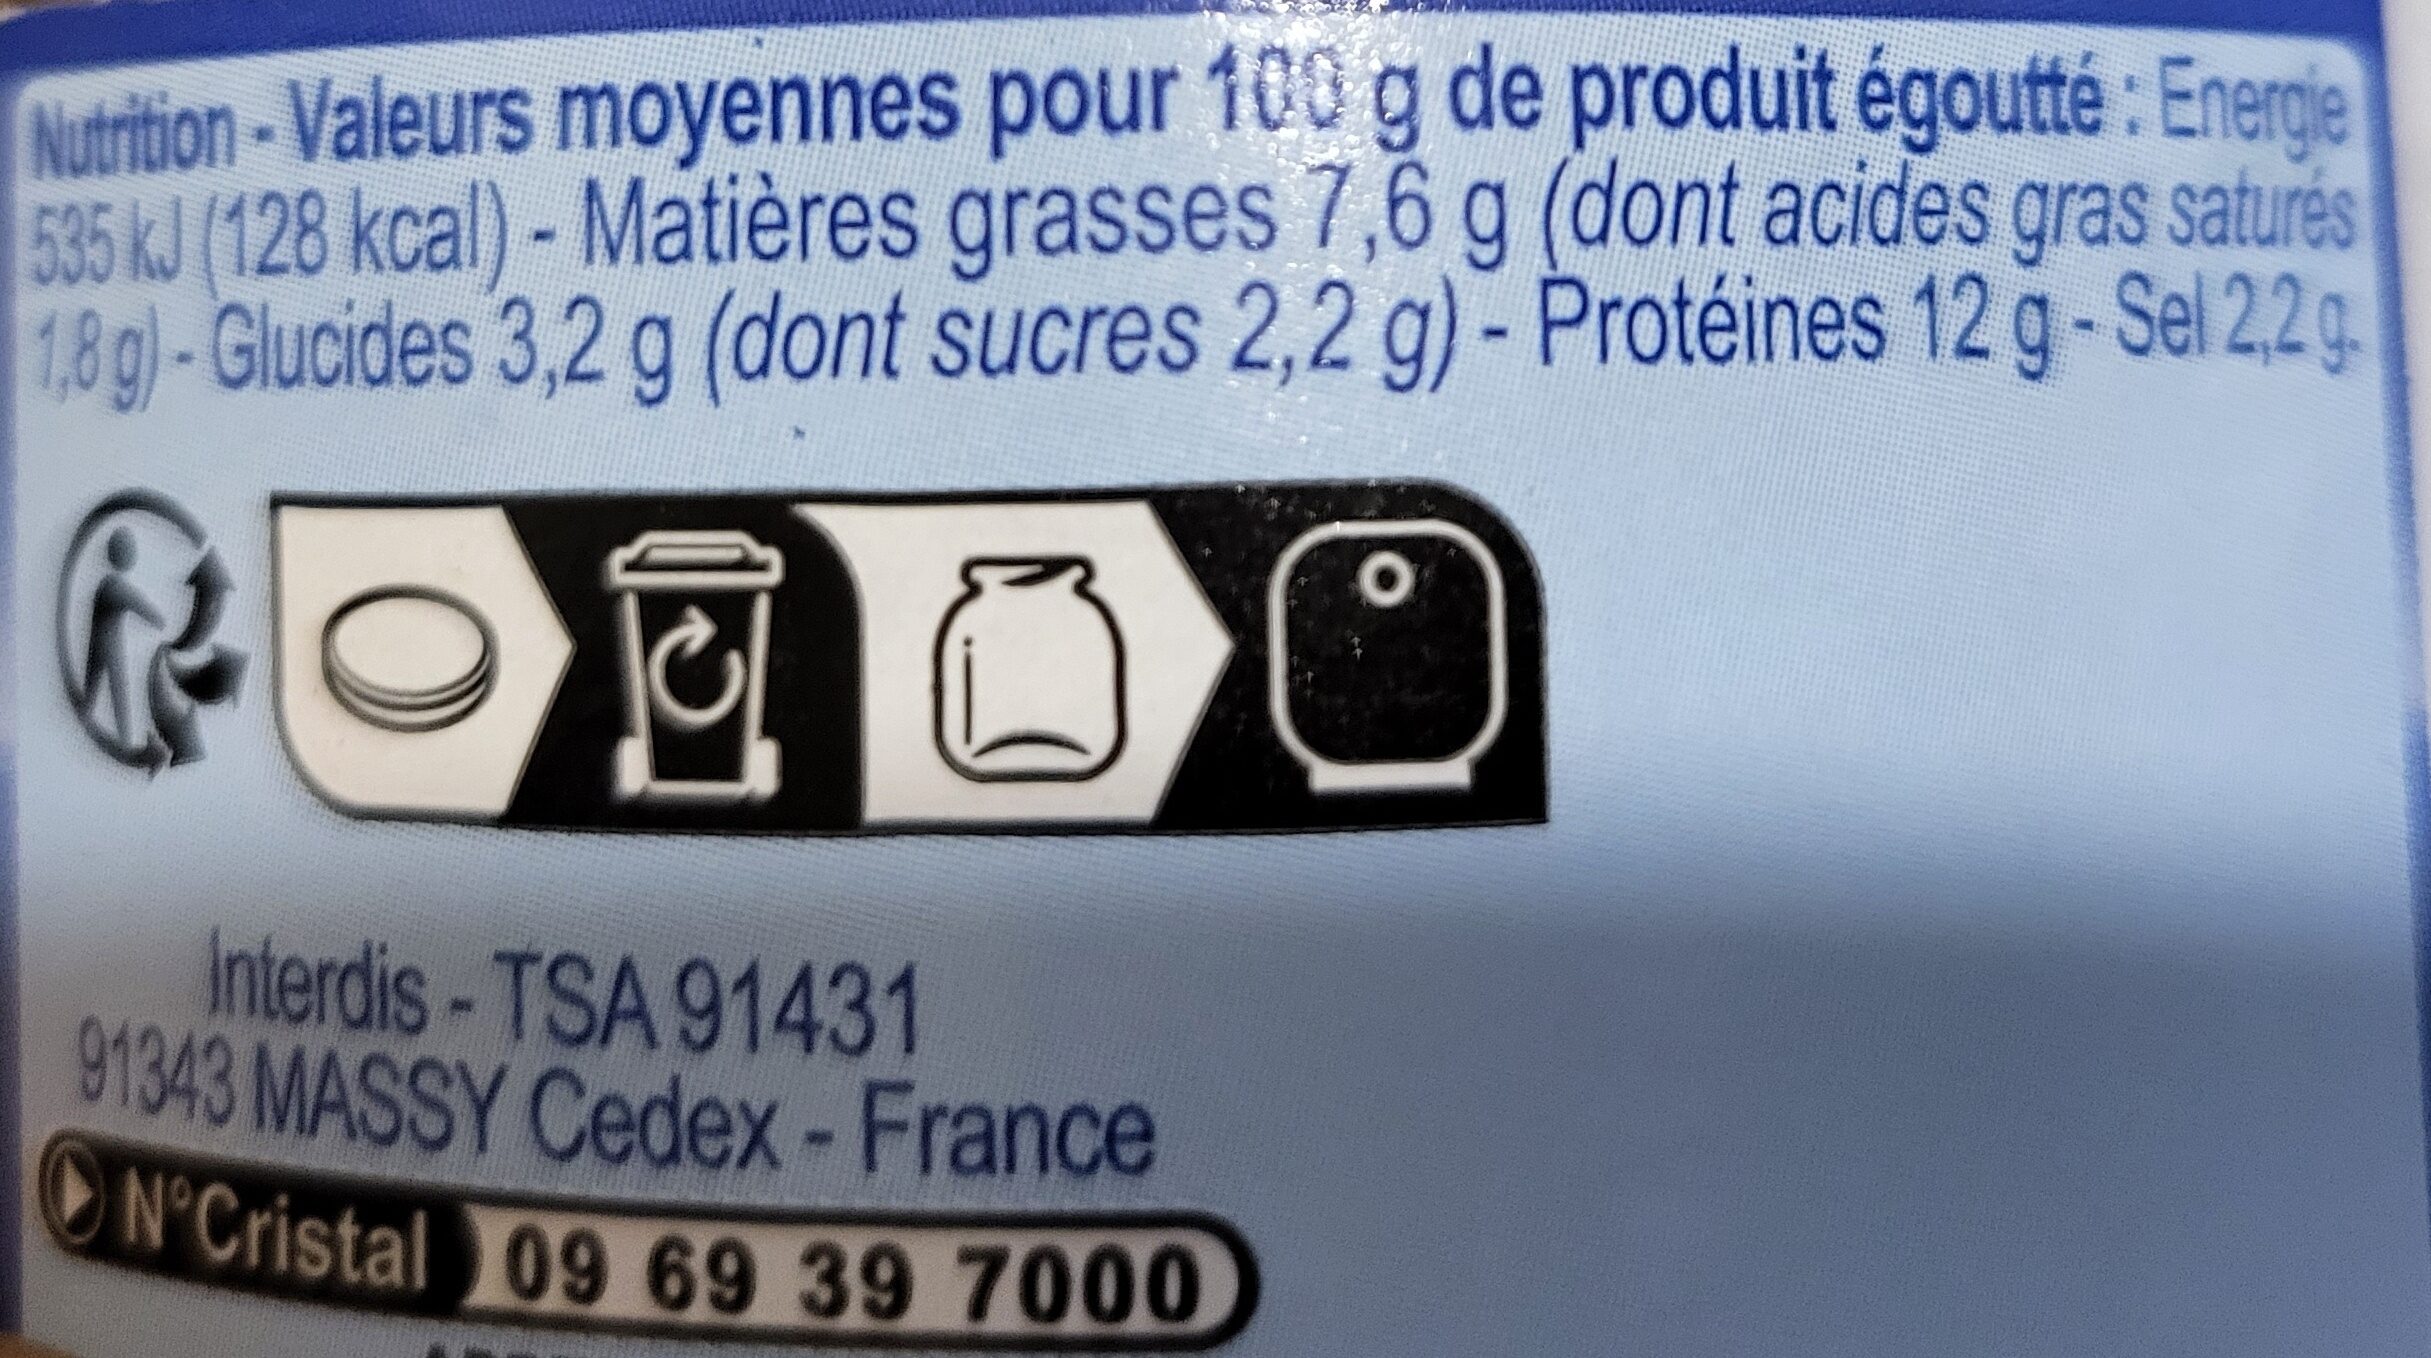 Nutrition - Valeurs moyennes pour 100 g de produit égoutté : Energie
535 kJ (128 kcal) - Matières grasses 7,6 g (dont acides gras saturés
1,8 g) - Glucides 3,2 g (dont sucres 2,2 g) - Protéines 12 g - Sel 2,2 g.
Interdis - TSA 91431
91343 MASSY Cedex - France
N°Cristal 09 69 39 7000